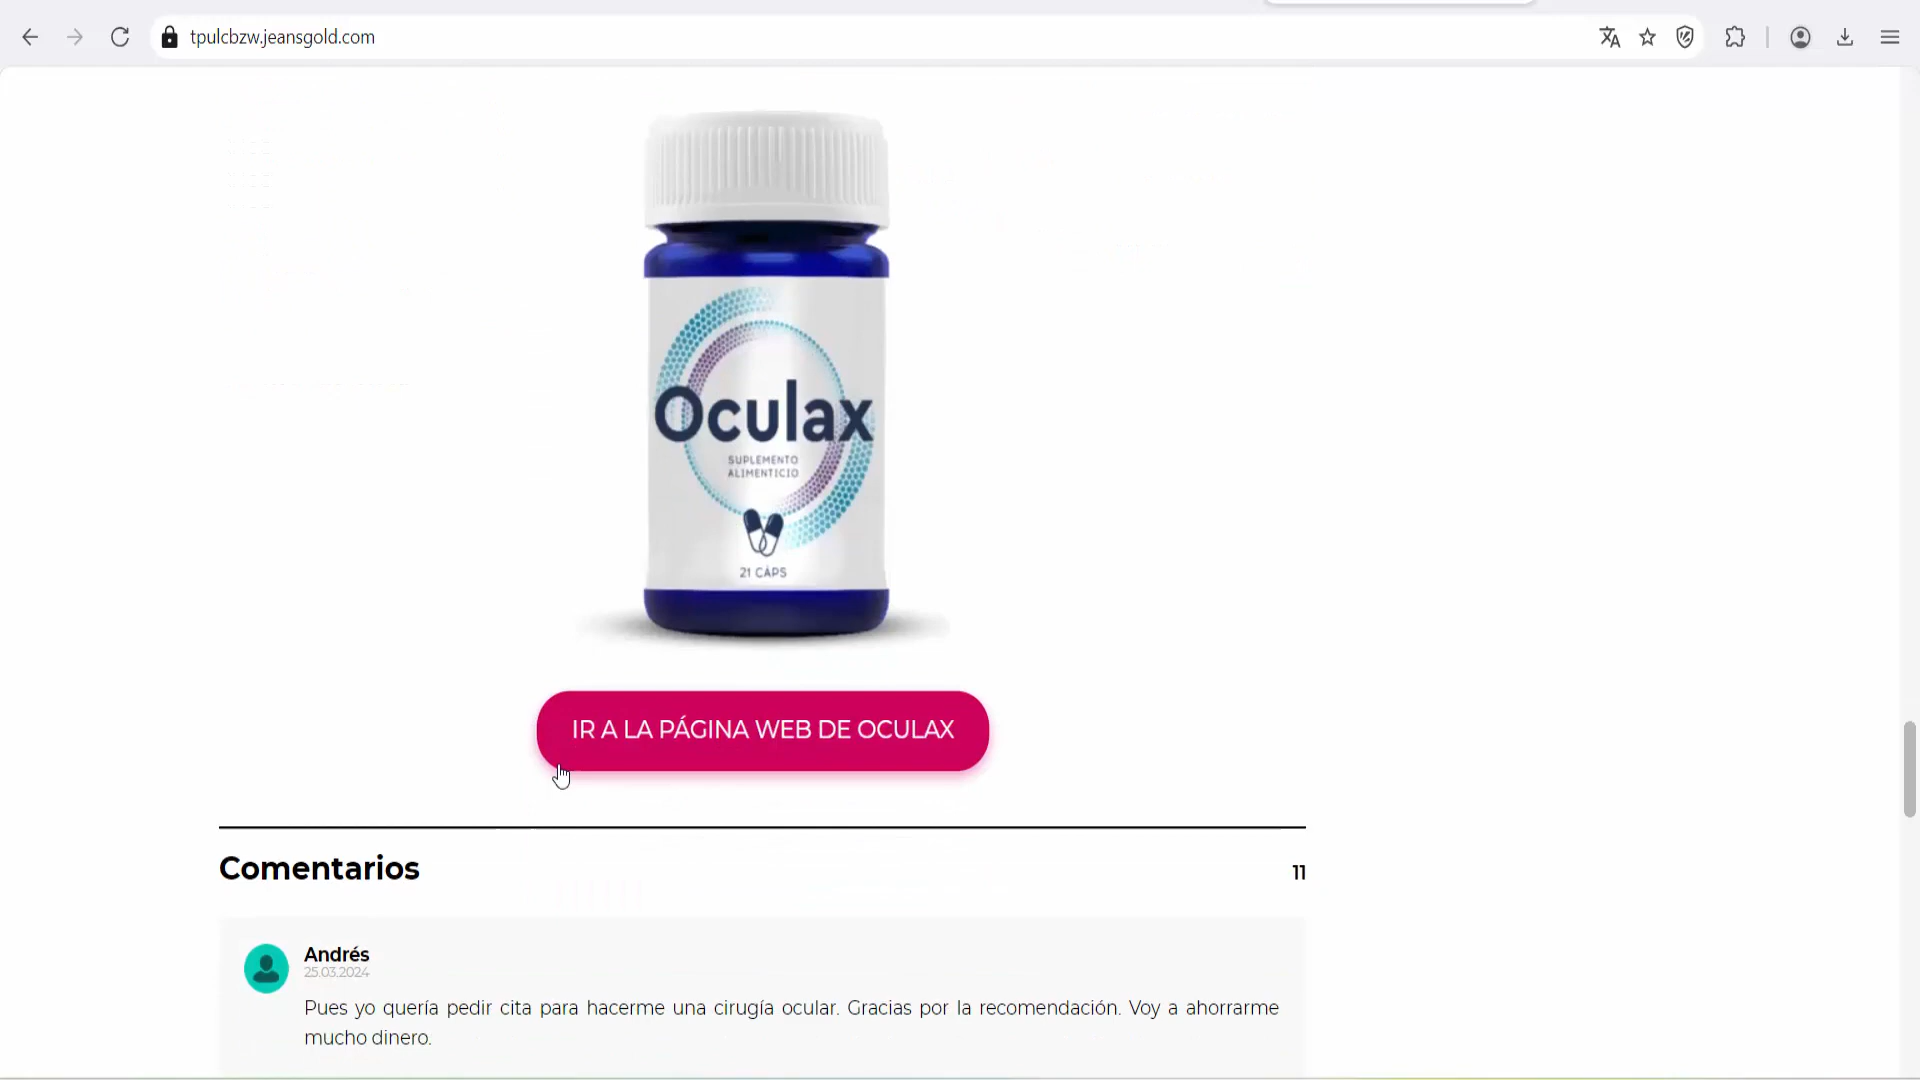 tpulcbzw.jeansgold.com
Oculax
SUPLEMENTO
ALIMENTICIO
21 CÁPS
IR A LA PÁGINA WEB DE OCULAX
Comentarios
11
Andrés
25.03.2024
Pues yo quería pedir cita para hacerme una cirugía ocular. Gracias por la recomendación. Voy a ahorrarme
mucho dinero.